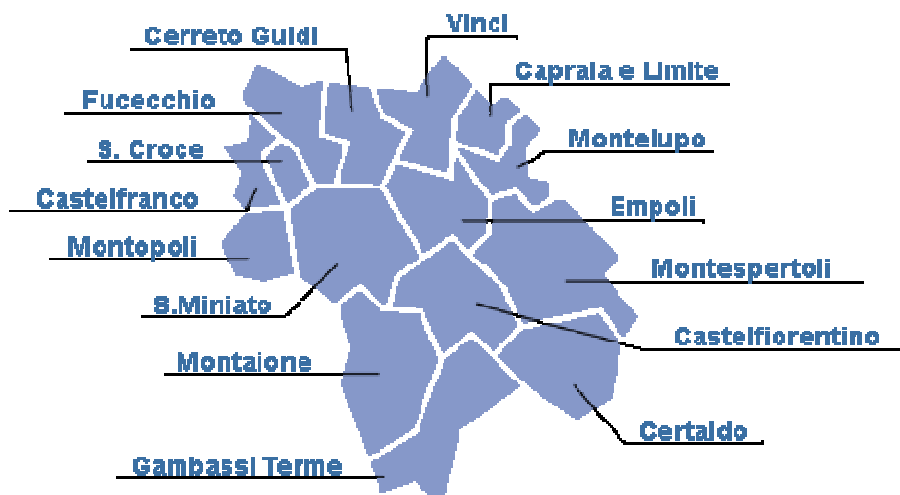 Vinci
Cerreto Guidi
Capraia e Limite
Fucecchio
Montelupo
S. Croce
Castelfranco
Empoli
Montopoli
Montespertoli
S.Miniato
Castelfiorentino
Montaione
Certaldo
Gambassi Terme